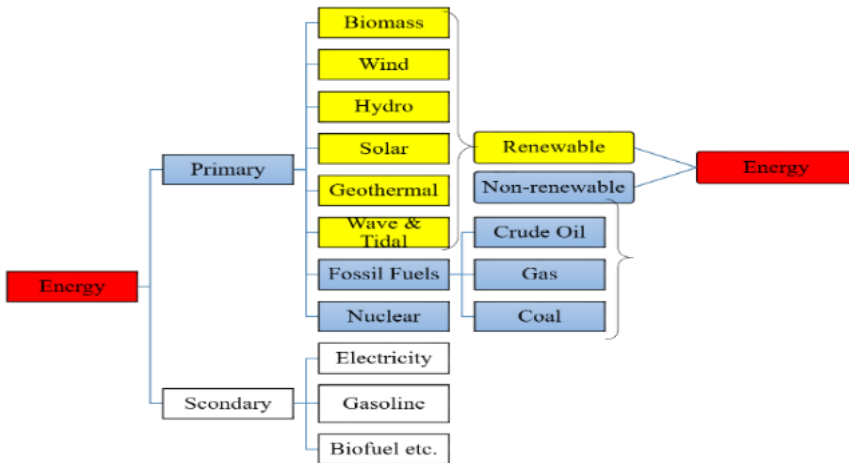 Biomass
Wind
Hydro
Solar
Renewable
Energy
Primary
Geothermal
Non-renewable
Wave &
Tidal
Crude Oil
Energy
Fossil Fuels
Gas
Nuclear
Coal
Electricity
Scondary
Gasoline
Biofuel etc.